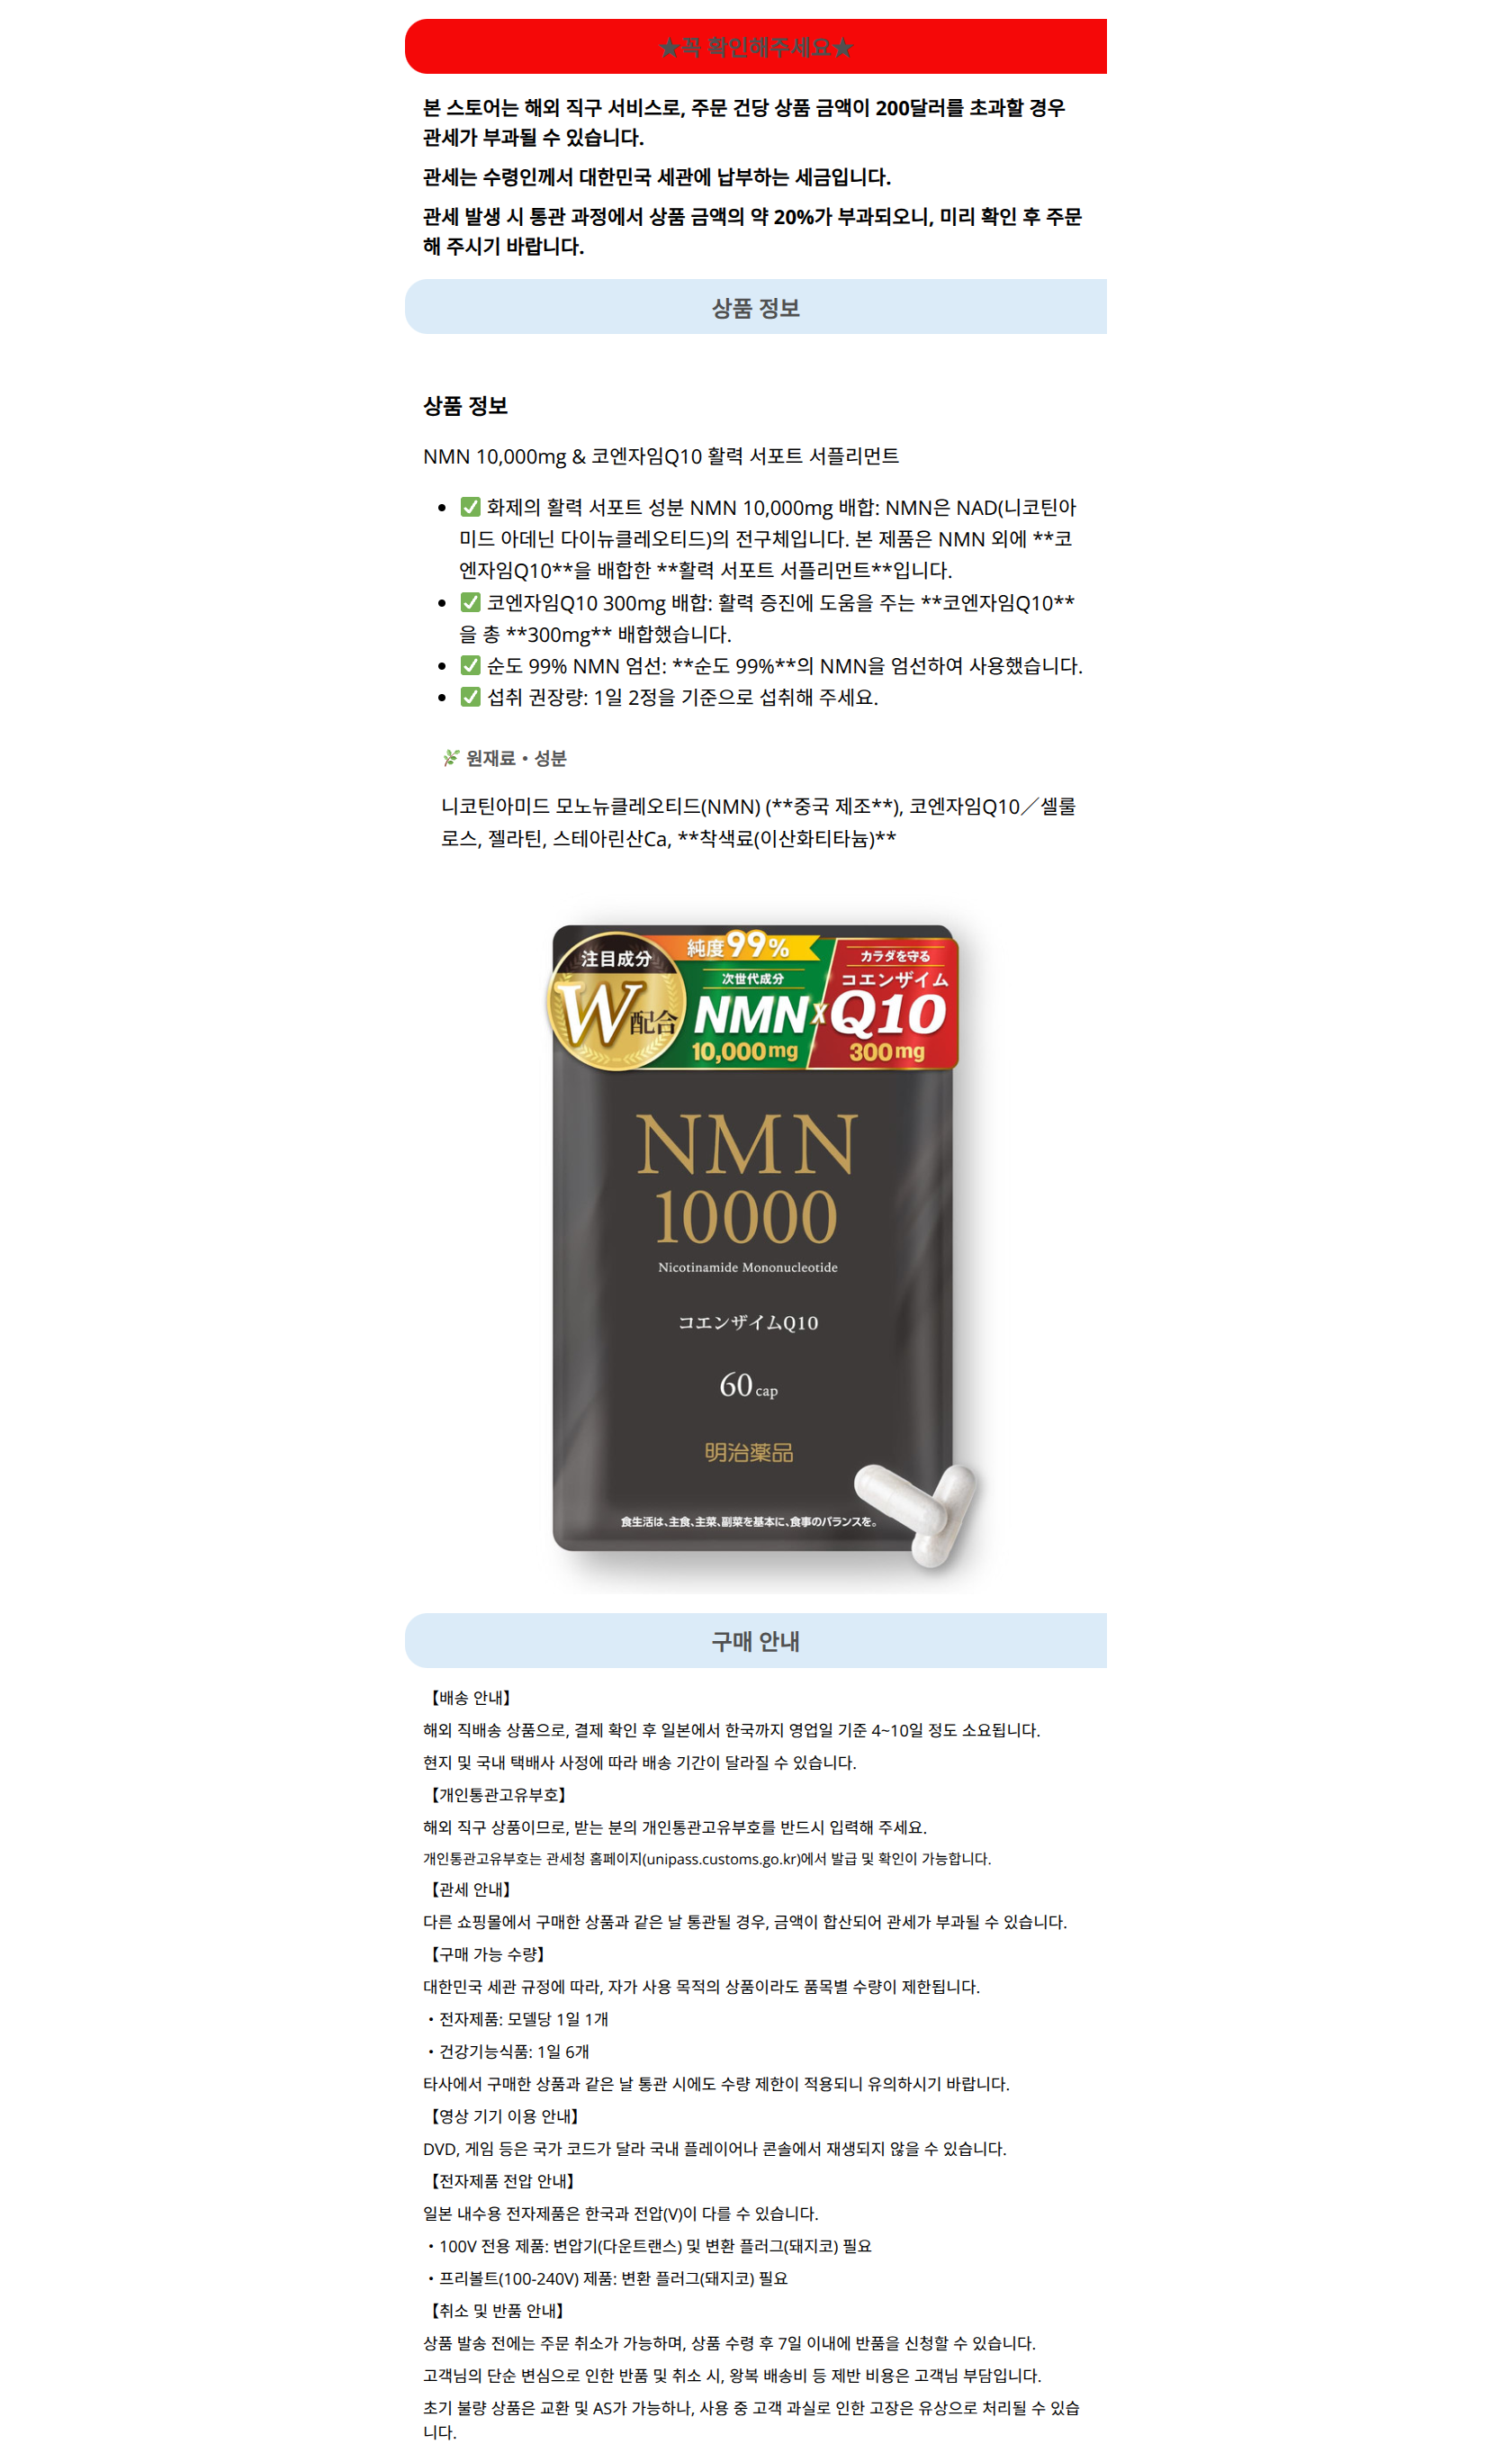 ★꼭 확인해주세요★
본 스토어는 해외 직구 서비스로, 주문 건당 상품 금액이 200달러를 초과할 경우
관세가 부과될 수 있습니다.
관세는 수령인께서 대한민국 세관에 납부하는 세금입니다.
관세 발생 시 통관 과정에서 상품 금액의 약 20%가 부과되오니, 미리 확인 후 주문
해 주시기 바랍니다.
상품 정보
상품 정보
NMN 10,000mg & 코엔자임Q10 활력 서포트 서플리먼트
• ✅ 화제의 활력 서포트 성분 NMN 10,000mg 배합: NMN은 NAD(니코틴아
미드 아데닌 다이뉴클레오티드)의 전구체입니다. 본 제품은 NMN 외에 **코
엔자임Q10**을 배합한 **활력 서포트 서플리먼트**입니다.
• ✅ 코엔자임Q10 300mg 배합: 활력 증진에 도움을 주는 **코엔자임Q10**
을 총 **300mg** 배합했습니다.
• ✅ 순도 99% NMN 엄선: **순도 99%**의 NMN을 엄선하여 사용했습니다.
• ✅ 섭취 권장량: 1일 2정을 기준으로 섭취해 주세요.
🌿 원재료・성분
니코틴아미드 모노뉴클레오티드(NMN) (**중국 제조**), 코엔자임Q10／셀룰
로스, 젤라틴, 스테아린산Ca, **착색료(이산화티타늄)**
注目成分
W配合
純度99%
次世代成分
NMN
10,000mg
x
カラダを守る
コエンザイム
Q10
300mg
NMN
10000
Nicotinamide Mononucleotide
コエンザイムQ10
60 cap
明治薬品
食生活は、主食、主菜、副菜を基本に、食事のバランスを。
구매 안내
【배송 안내】
해외 직배송 상품으로, 결제 확인 후 일본에서 한국까지 영업일 기준 4~10일 정도 소요됩니다.
현지 및 국내 택배사 사정에 따라 배송 기간이 달라질 수 있습니다.
【개인통관고유부호】
해외 직구 상품이므로, 받는 분의 개인통관고유부호를 반드시 입력해 주세요.
개인통관고유부호는 관세청 홈페이지(unipass.customs.go.kr)에서 발급 및 확인이 가능합니다.
【관세 안내】
다른 쇼핑몰에서 구매한 상품과 같은 날 통관될 경우, 금액이 합산되어 관세가 부과될 수 있습니다.
【구매 가능 수량】
대한민국 세관 규정에 따라, 자가 사용 목적의 상품이라도 품목별 수량이 제한됩니다.
・전자제품: 모델당 1일 1개
・건강기능식품: 1일 6개
타사에서 구매한 상품과 같은 날 통관 시에도 수량 제한이 적용되니 유의하시기 바랍니다.
【영상 기기 이용 안내】
DVD, 게임 등은 국가 코드가 달라 국내 플레이어나 콘솔에서 재생되지 않을 수 있습니다.
【전자제품 전압 안내】
일본 내수용 전자제품은 한국과 전압(V)이 다를 수 있습니다.
・100V 전용 제품: 변압기(다운트랜스) 및 변환 플러그(돼지코) 필요
・프리볼트(100-240V) 제품: 변환 플러그(돼지코) 필요
【취소 및 반품 안내】
상품 발송 전에는 주문 취소가 가능하며, 상품 수령 후 7일 이내에 반품을 신청할 수 있습니다.
고객님의 단순 변심으로 인한 반품 및 취소 시, 왕복 배송비 등 제반 비용은 고객님 부담입니다.
초기 불량 상품은 교환 및 AS가 가능하나, 사용 중 고객 과실로 인한 고장은 유상으로 처리될 수 있습
니다.